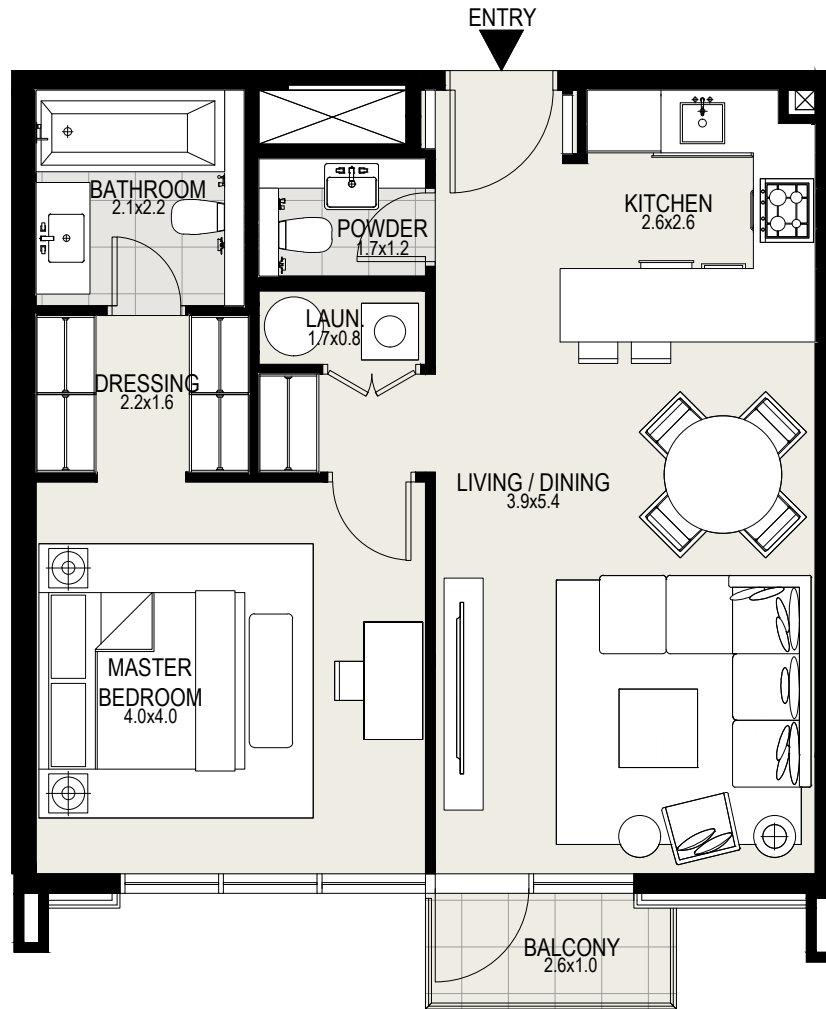 ENTRY
BATHROOM
2.1x2.2
POWDER
1.7x1.2
KITCHEN
2.6x2.6
LAUN.
1.7x0.8
DRESSING
2.2x1.6
LIVING / DINING
3.9x5.4
MASTER
BEDROOM
4.0x4.0
BALCONY
2.6x1.0